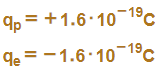 qₚ = +1.6·10⁻¹⁹C
qₑ = −1.6·10⁻¹⁹C